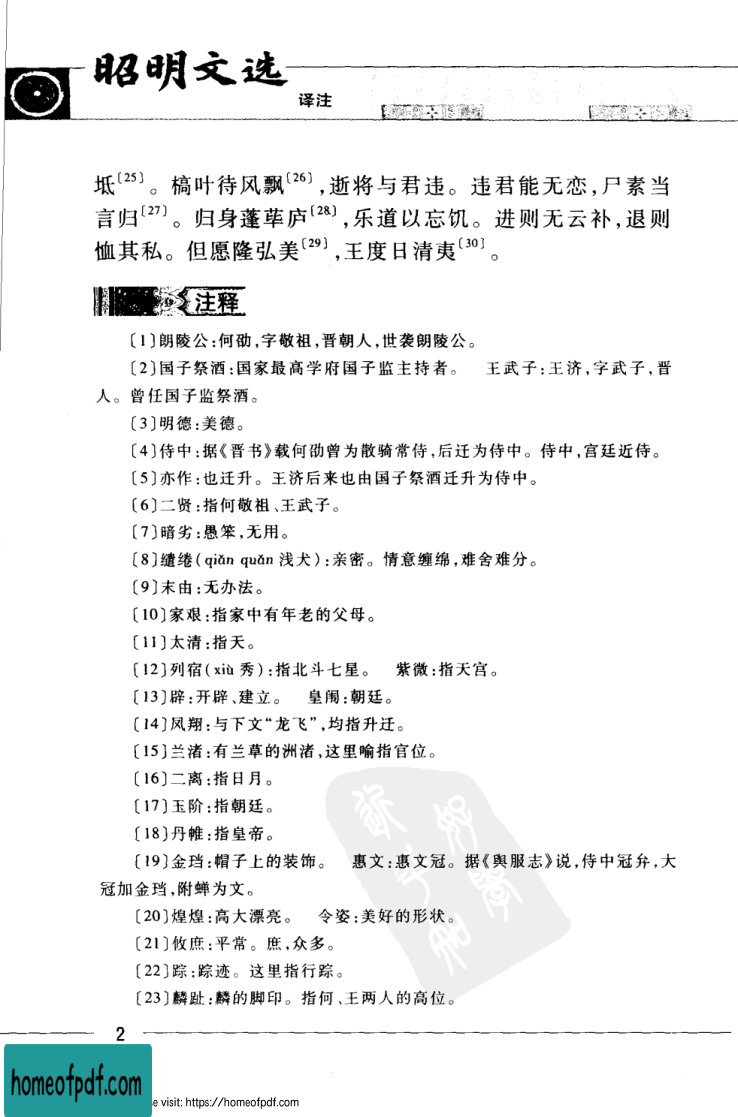 昭明文选
译注
坻〔25〕。槁叶待风飘〔26〕,逝将与君违。违君能无恋,尸素当
言归〔27〕。归身蓬荜庐〔28〕,乐道以忘饥。进则无云补,退则
恤其私。但愿隆弘美〔29〕,王度日清夷〔30〕。
注释
〔1〕朗陵公:何劭,字敬祖,晋朝人,世袭朗陵公。
〔2〕国子祭酒:国家最高学府国子监主持者。 王武子:王济,字武子,晋
人。曾任国子监祭酒。
〔3〕明德:美德。
〔4〕侍中:据《晋书》载何劭曾为散骑常侍,后迁为侍中。侍中,宫廷近侍。
〔5〕亦作:也迁升。王济后来也由国子祭酒迁升为侍中。
〔6〕二贤:指何敬祖、王武子。
〔7〕暗劣:愚笨,无用。
〔8〕缱绻(qiǎn quǎn 浅犬):亲密。情意缠绵,难舍难分。
〔9〕末由:无办法。
〔10〕家艰:指家中有年老的父母。
〔11〕太清:指天。
〔12〕列宿(xiù 秀):指北斗七星。 紫微:指天宫。
〔13〕辟:开辟、建立。 皇闱:朝廷。
〔14〕凤翔:与下文“龙飞”,均指升迁。
〔15〕兰渚:有兰草的洲渚,这里喻指官位。
〔16〕二离:指日月。
〔17〕玉阶:指朝廷。
〔18〕丹帷:指皇帝。
〔19〕金珰:帽子上的装饰。 惠文:惠文冠。据《舆服志》说,侍中冠弁,大
冠加金珰,附蝉为文。
〔20〕煌煌:高大漂亮。 令姿:美好的形状。
〔21〕攸庶:平常。庶,众多。
〔22〕踪:踪迹。这里指行踪。
〔23〕麟趾:麟的脚印。指何、王两人的高位。
2
homeofpdf.com
e visit: https://homeofpdf.com